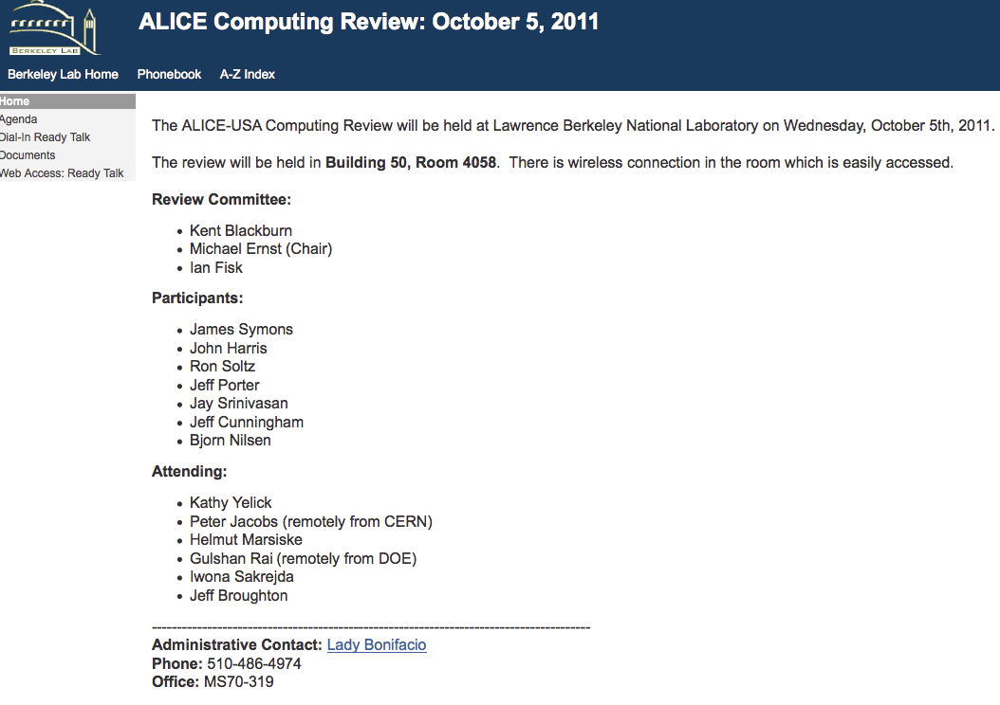 BERKELEY LAB
ALICE Computing Review: October 5, 2011
Berkeley Lab Home Phonebook A-Z Index
Home
Agenda
Dial-In Ready Talk
Documents
Web Access: Ready Talk
The ALICE-USA Computing Review will be held at Lawrence Berkeley National Laboratory on Wednesday, October 5th, 2011.
The review will be held in Building 50, Room 4058. There is wireless connection in the room which is easily accessed.
Review Committee:
• Kent Blackburn
• Michael Ernst (Chair)
• Ian Fisk
Participants:
• James Symons
• John Harris
• Ron Soltz
• Jeff Porter
• Jay Srinivasan
• Jeff Cunningham
• Bjorn Nilsen
Attending:
• Kathy Yelick
• Peter Jacobs (remotely from CERN)
• Helmut Marsiske
• Gulshan Rai (remotely from DOE)
• Iwona Sakrejda
• Jeff Broughton
----------------------------------------------------------------------------------------
Administrative Contact: Lady Bonifacio
Phone: 510-486-4974
Office: MS70-319